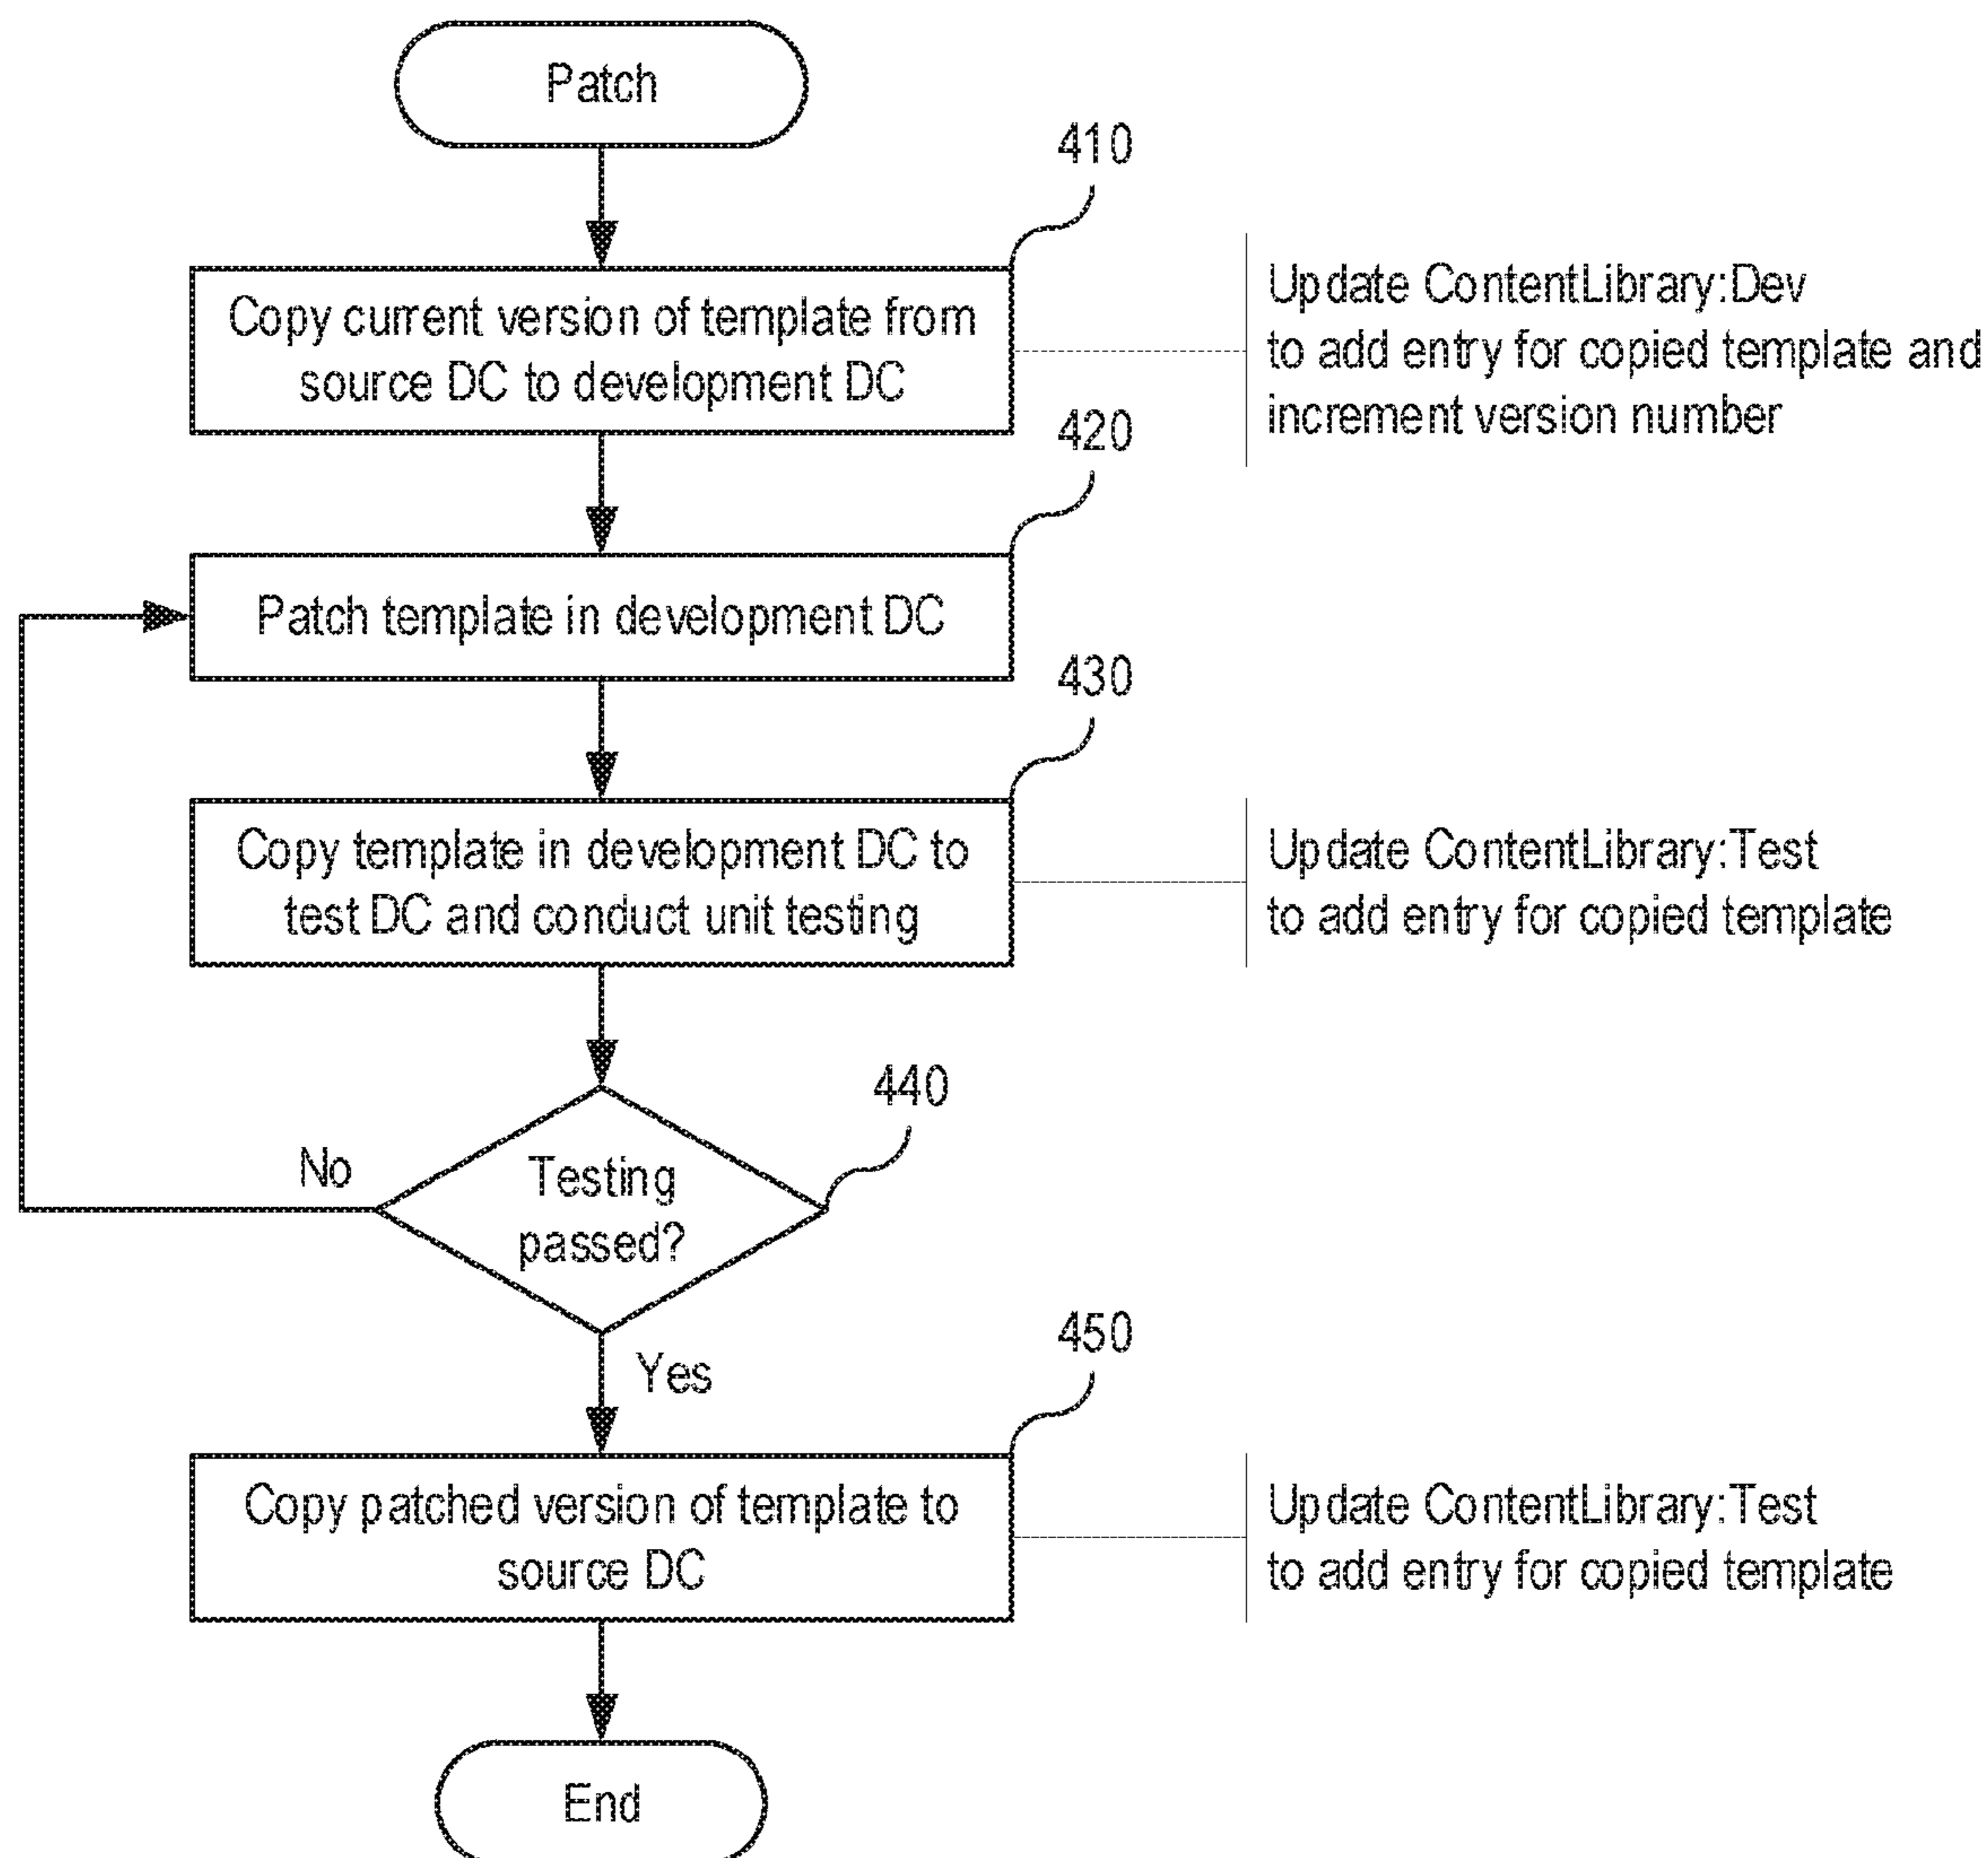 Patch
410
Copy current version of template from
source DC to development DC
Update ContentLibrary:Dev
to add entry for copied template and
increment version number
420
Patch template in development DC
430
Copy template in development DC to
test DC and conduct unit testing
Update ContentLibrary:Test
to add entry for copied template
440
No
Testing
passed?
Yes
450
Copy patched version of template to
source DC
Update ContentLibrary:Test
to add entry for copied template
End